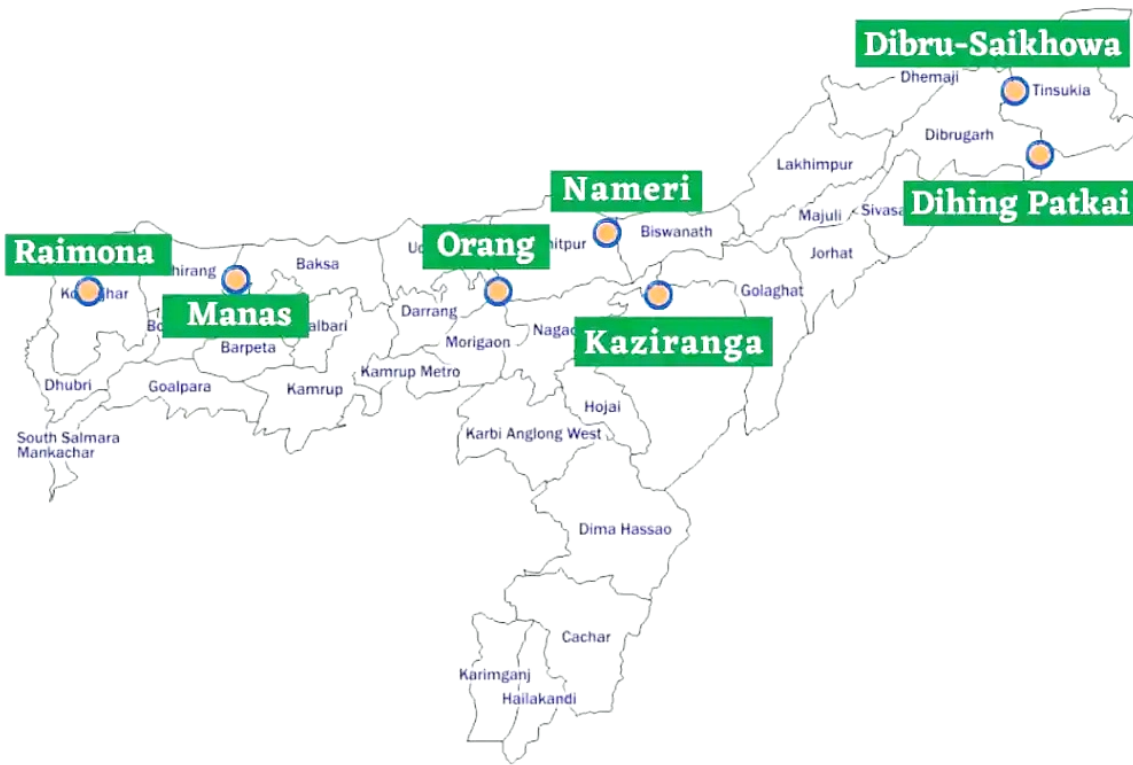 Dibru-Saikhowa
Dhemaji
Tinsukia
Dibrugarh
Lakhimpur
Nameri
Dihing Patkai
Majuli
Sivasa
Orang
Biswanath
Raimona
Jorhat
Baksa
Golaghat
Manas
Darrang
Kaziranga
Morigaon
Barpeta
Kamrup Metro
Dhubri
Goalpara
Kamrup
Hojai
South Salmara
Mankachar
Karbi Anglong West
Dima Hassao
Cachar
Karimganj
Hailakandi